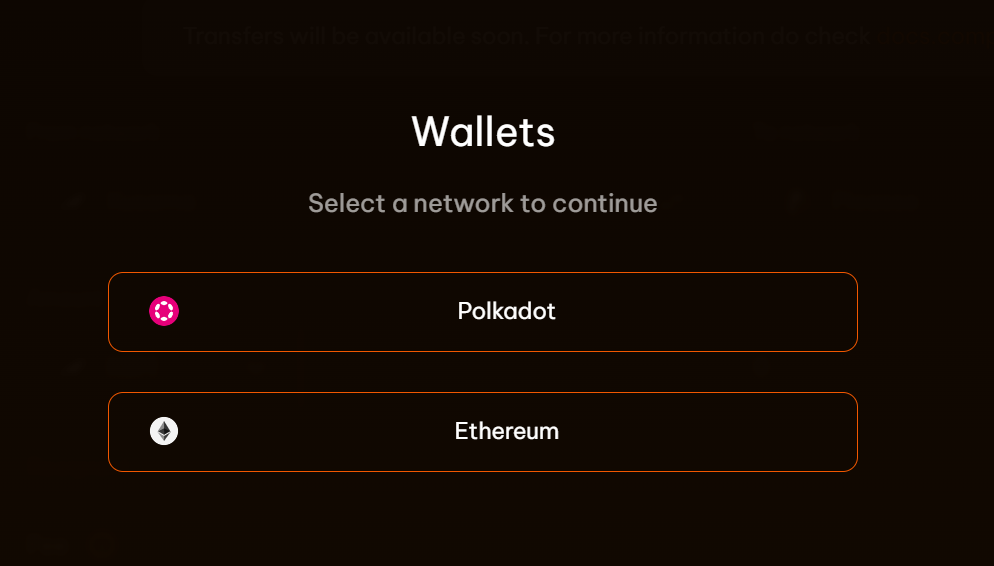 Transfers will be available soon. For more information do check
Wallets
Select a network to continue
Polkadot
Ethereum